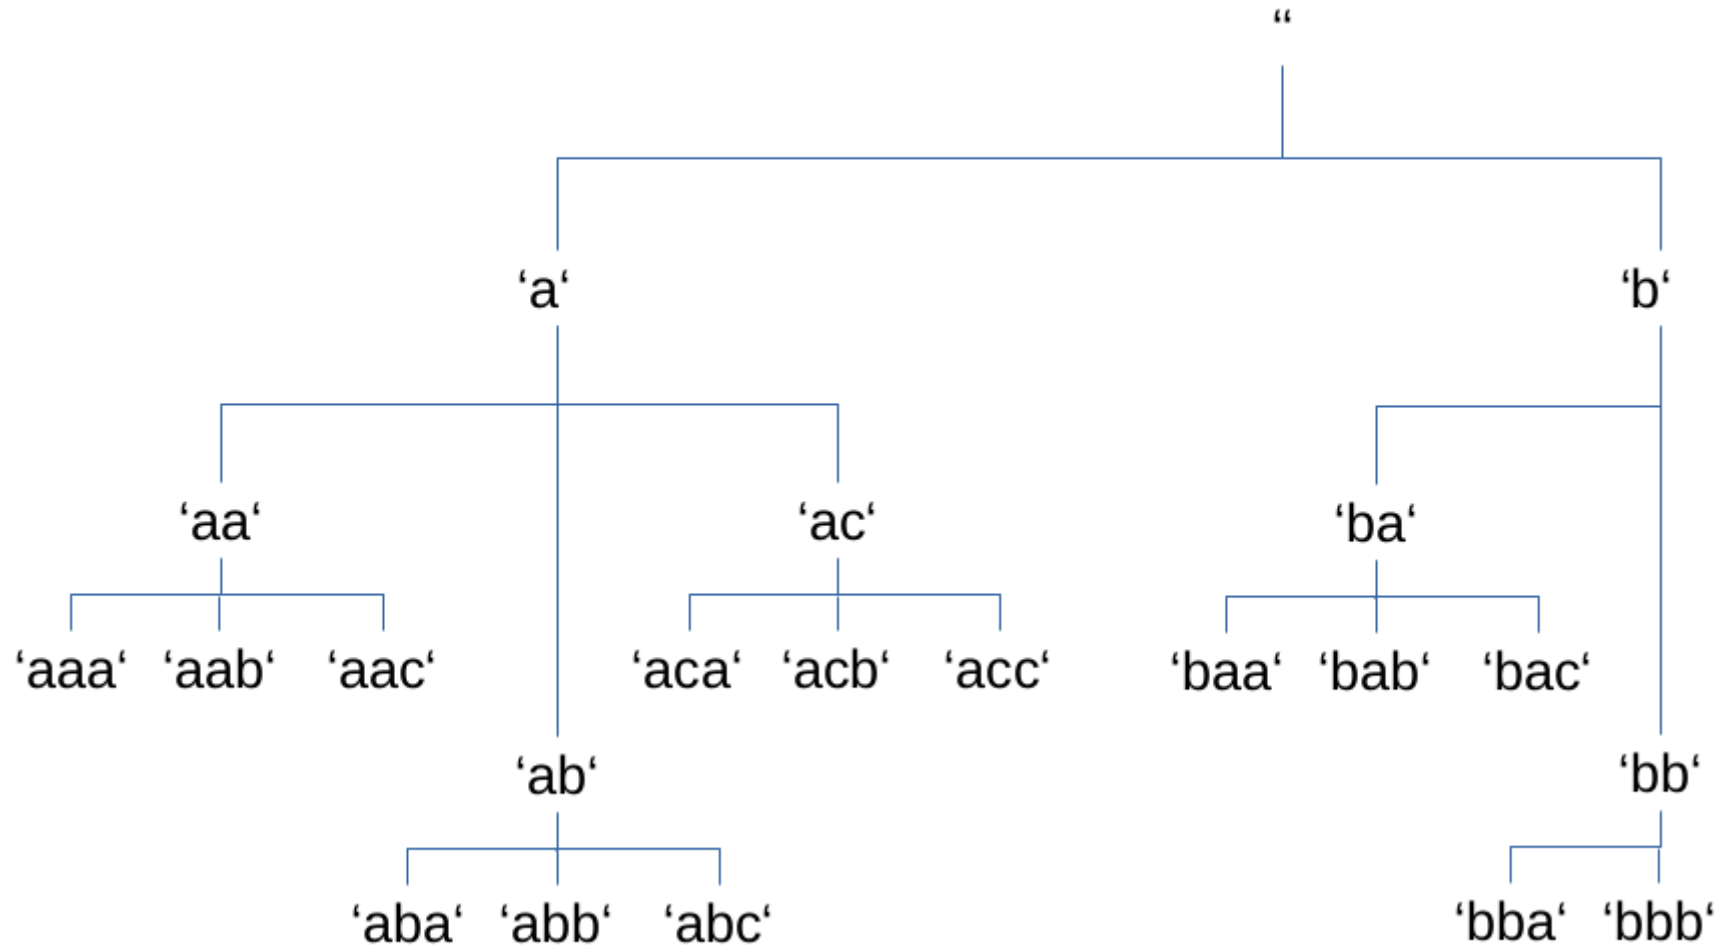 ‘‘
‘a‘ ‘b‘
‘aa‘ ‘ac‘ ‘ba‘
‘aaa‘ ‘aab‘ ‘aac‘ ‘aca‘ ‘acb‘ ‘acc‘ ‘baa‘ ‘bab‘ ‘bac‘
‘ab‘ ‘bb‘
‘aba‘ ‘abb‘ ‘abc‘ ‘bba‘ ‘bbb‘